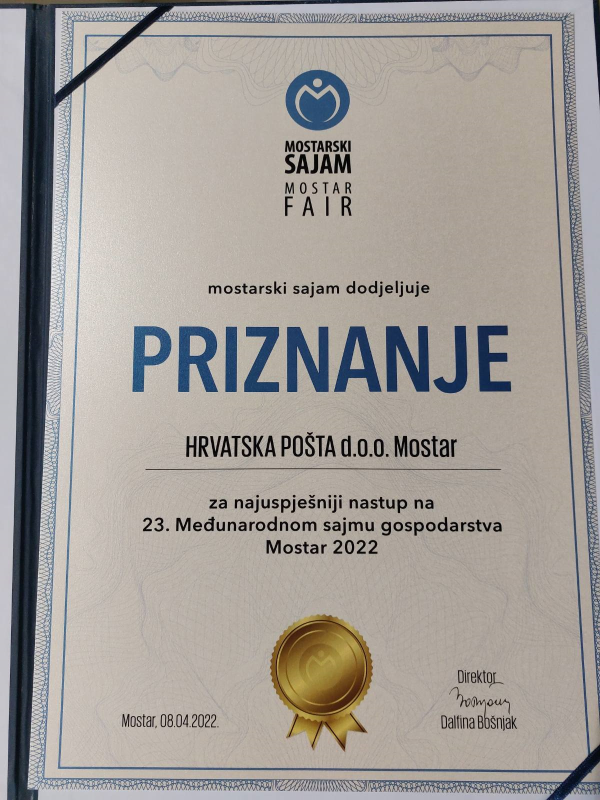 MOSTARSKI
SAJAM
MOSTAR
FAIR
mostarski sajam dodjeljuje
PRIZNANJE
HRVATSKA POŠTA d.o.o. Mostar
za najuspješniji nastup na
23. Međunarodnom sajmu gospodarstva
Mostar 2022
Direktor
Mostar, 08.04.2022.
Dalfina Bošnjak